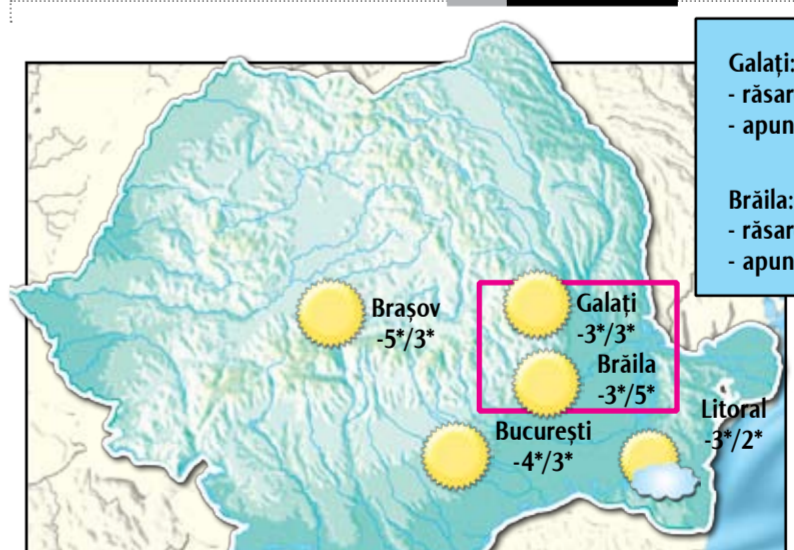 Galați:
- răsar
- apun
Brăila:
- răsar
- apun
Brașov
-5*/3*
Galați
-3*/3*
Brăila
-3*/5*
București
-4*/3*
Litoral
-3*/2*